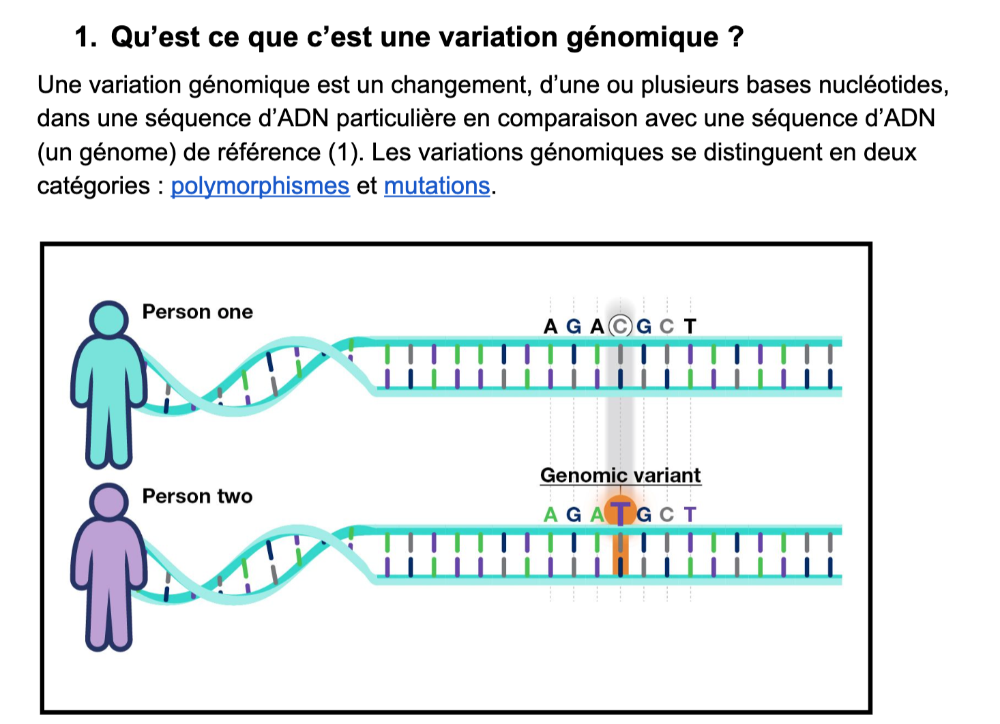 1. Qu’est ce que c’est une variation génomique ?
Une variation génomique est un changement, d’une ou plusieurs bases nucléotides,
dans une séquence d’ADN particulière en comparaison avec une séquence d’ADN
(un génome) de référence (1). Les variations génomiques se distinguent en deux
catégories : polymorphismes et mutations.
Person one
A G A C G C T
Genomic variant
Person two
A G A T G C T